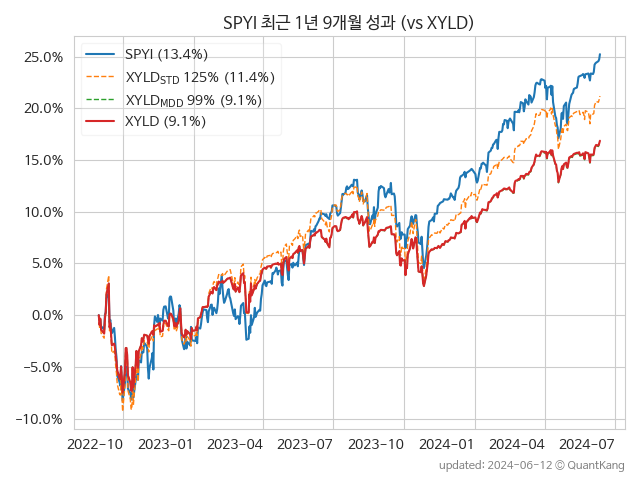 SPYI 최근 1년 9개월 성과 (vs XYLD)
SPYI (13.4%)
XYLD_STD 125% (11.4%)
XYLD_MDD 99% (9.1%)
XYLD (9.1%)
25.0%
20.0%
15.0%
10.0%
5.0%
0.0%
−5.0%
−10.0%
2022-10 2023-01 2023-04 2023-07 2023-10 2024-01 2024-04 2024-07
updated: 2024-06-12 © QuantKang